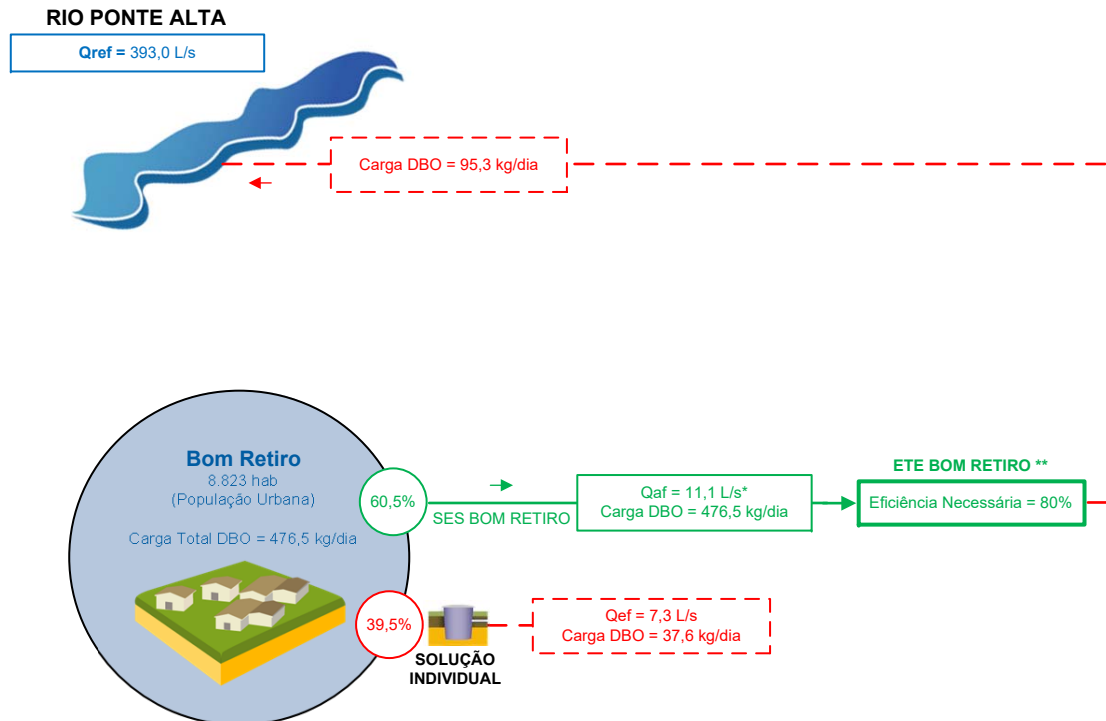 RIO PONTE ALTA
Qref = 393,0 L/s
Carga DBO = 95,3 kg/dia
Bom Retiro
8.823 hab
(População Urbana)
Carga Total DBO = 476,5 kg/dia
60,5%
SES BOM RETIRO
Qaf = 11,1 L/s*
Carga DBO = 476,5 kg/dia
ETE BOM RETIRO **
Eficiência Necessária = 80%
39,5%
SOLUÇÃO
INDIVIDUAL
Qef = 7,3 L/s
Carga DBO = 37,6 kg/dia